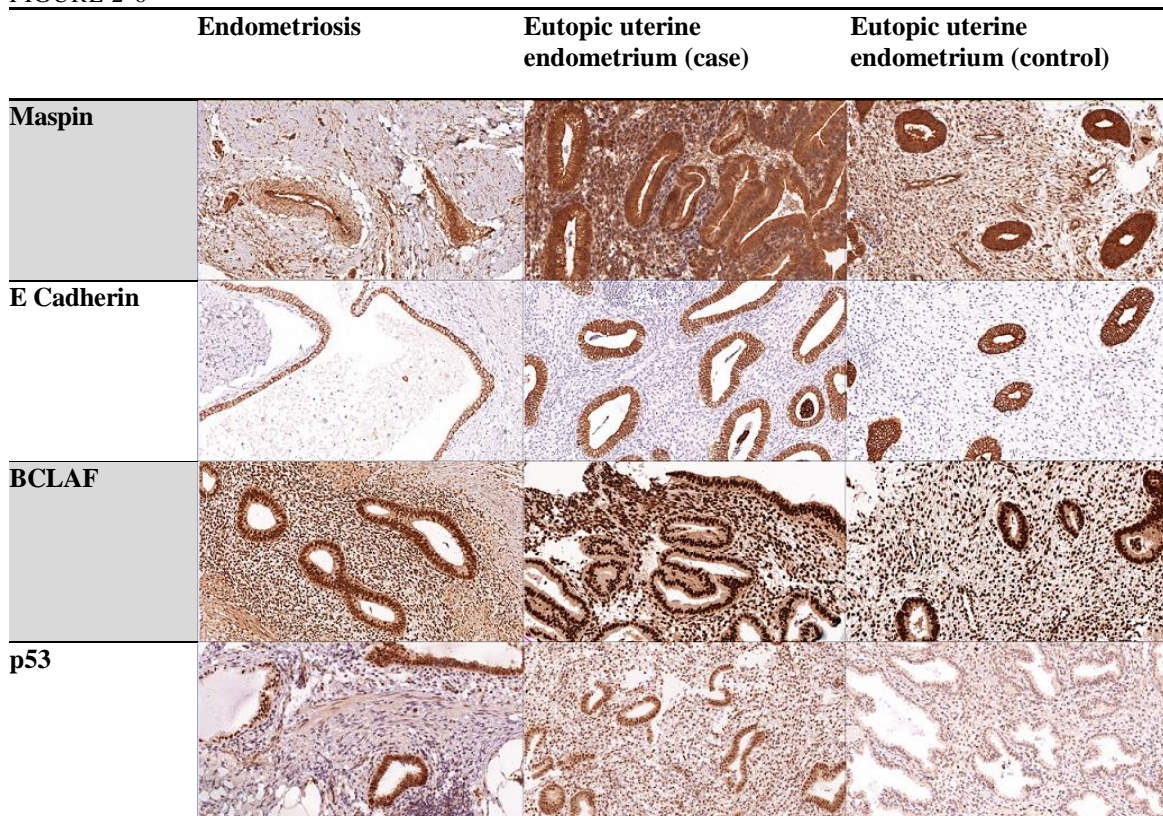 Endometriosis
Eutopic uterine
endometrium (case)
Eutopic uterine
endometrium (control)
Maspin
E Cadherin
BCLAF
p53